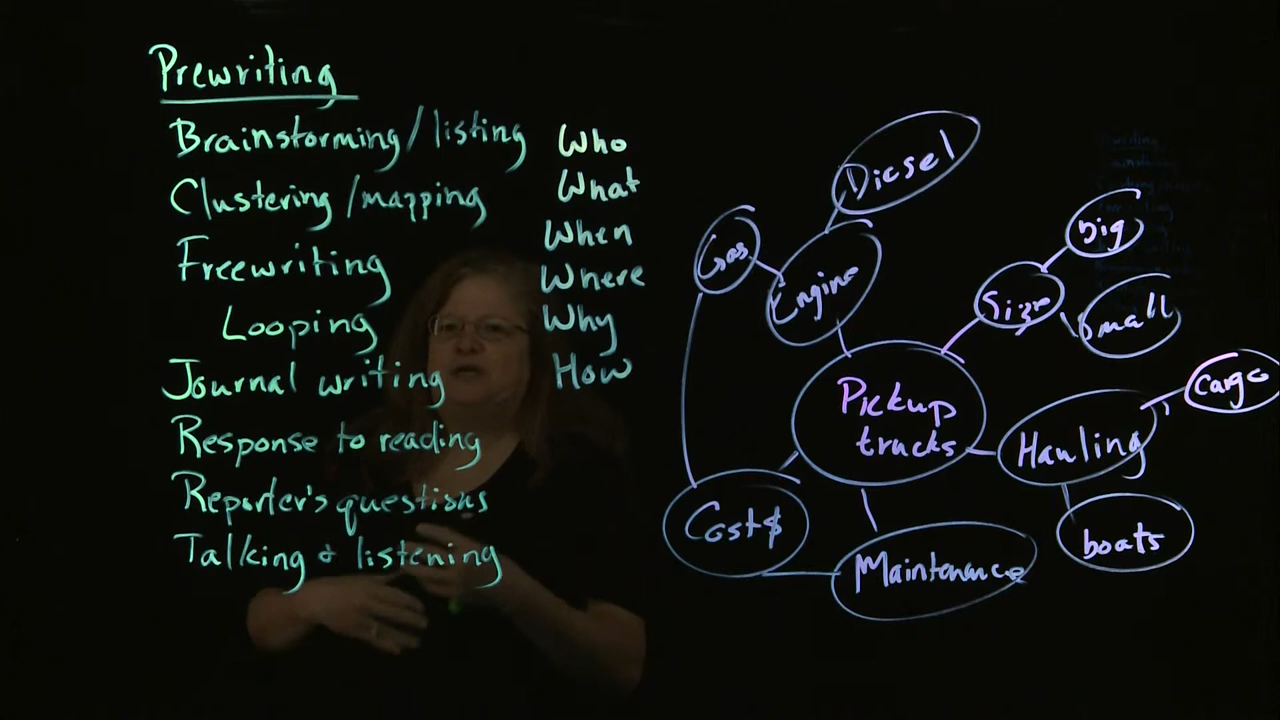 Prewriting
Brainstorming/listing
Clustering/mapping
Freewriting
Looping
Journal writing
Response to reading
Reporter's questions
Talking & listening
Who
What
When
Where
Why
How
Diesel
Gas
Engine
Big
Size
Small
Pickup
trucks
Cargo
Hauling
Cost$
boats
Maintenance